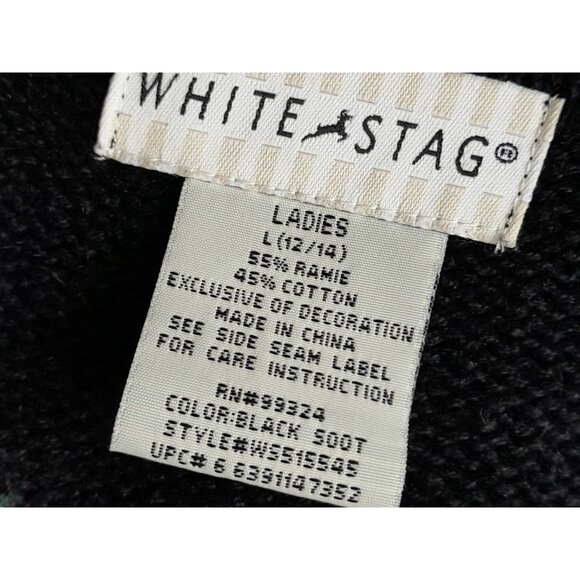 WHITE STAG®
LADIES
L (12/14)
55% RAMIE
45% COTTON
EXCLUSIVE OF DECORATION
MADE IN CHINA
SEE SIDE SEAM LABEL
FOR CARE INSTRUCTION
RN#99324
COLOR:BLACK SOOT
STYLE#WS515545
UPC# 6 6391147352